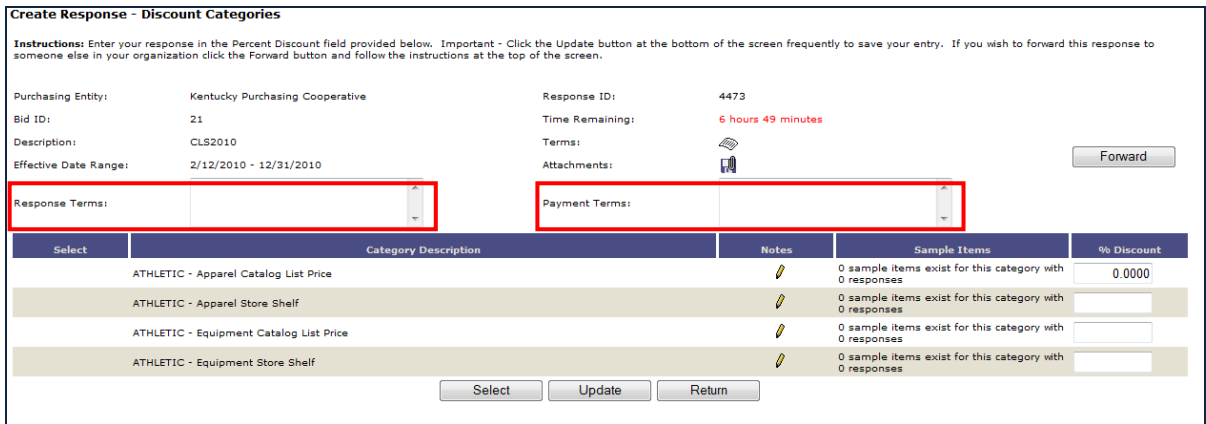 Create Response - Discount Categories
Instructions: Enter your response in the Percent Discount field provided below. Important - Click the Update button at the bottom of the screen frequently to save your entry. If you wish to forward this response to
someone else in your organization click the Forward button and follow the instructions at the top of the screen.
Purchasing Entity: Kentucky Purchasing Cooperative Response ID: 4473
Bid ID: 21 Time Remaining: 6 hours 49 minutes
Description: CLS2010 Terms:
Effective Date Range: 2/12/2010 - 12/31/2010 Attachments:
Forward
Response Terms: Payment Terms:
Select Category Description Notes Sample Items % Discount
ATHLETIC - Apparel Catalog List Price 0 sample items exist for this category with 0.0000
0 responses
ATHLETIC - Apparel Store Shelf 0 sample items exist for this category with
0 responses
ATHLETIC - Equipment Catalog List Price 0 sample items exist for this category with
0 responses
ATHLETIC - Equipment Store Shelf 0 sample items exist for this category with
0 responses
Select Update Return